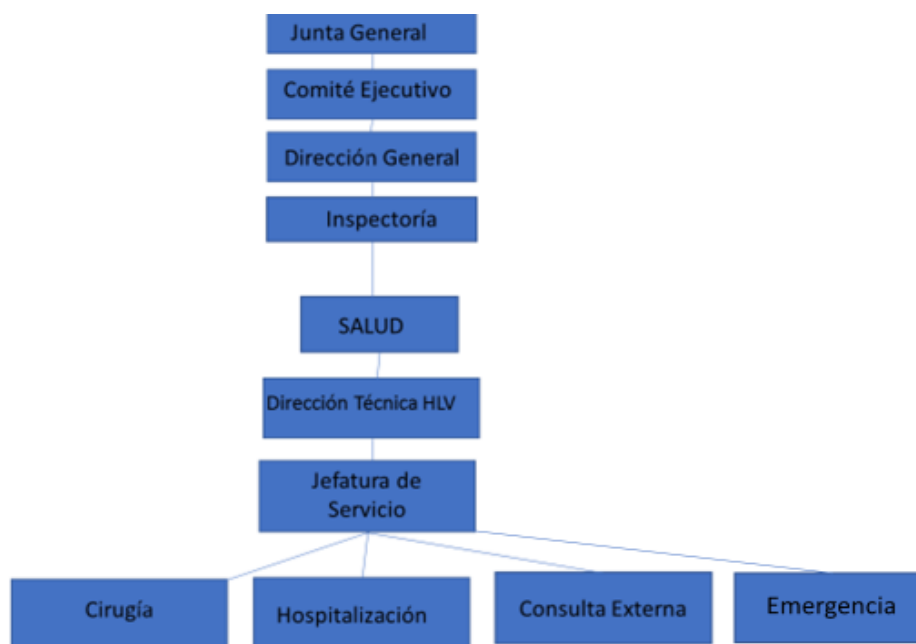 Junta General
Comité Ejecutivo
Dirección General
Inspectoría
SALUD
Dirección Técnica HLV
Jefatura de
Servicio
Cirugía
Hospitalización
Consulta Externa
Emergencia